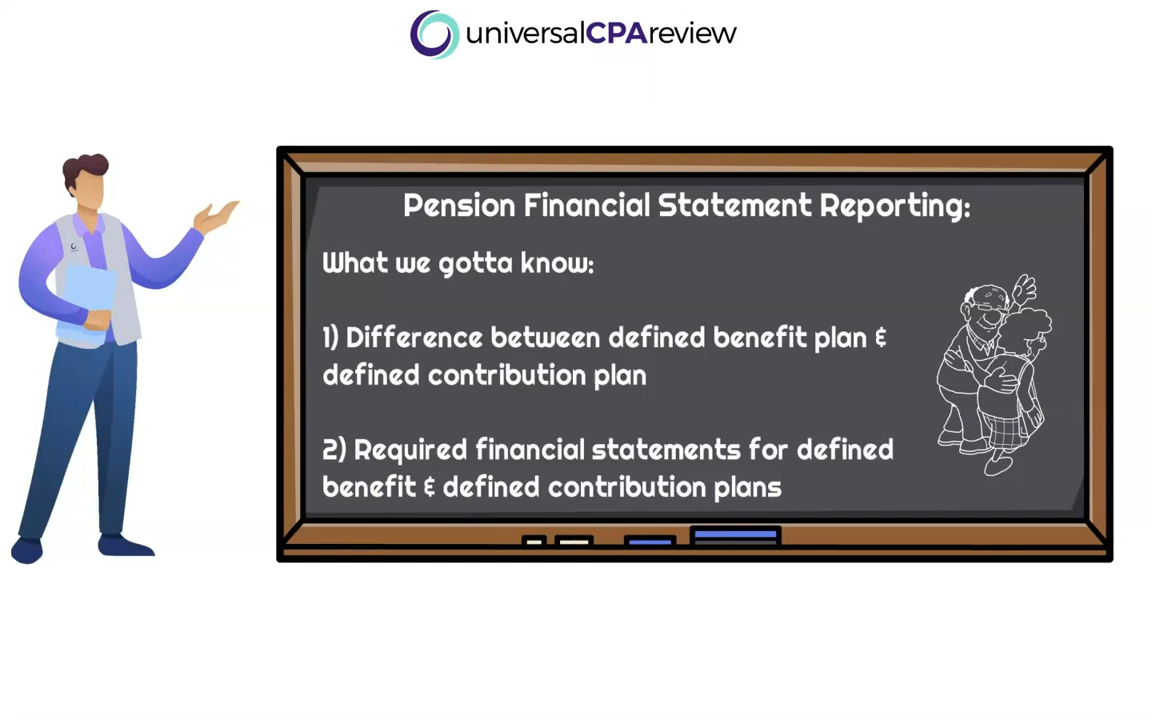 universalCPAreview
Pension Financial Statement Reporting:
What we gotta know:
1) Difference between defined benefit plan &
defined contribution plan
2) Required financial statements for defined
benefit & defined contribution plans